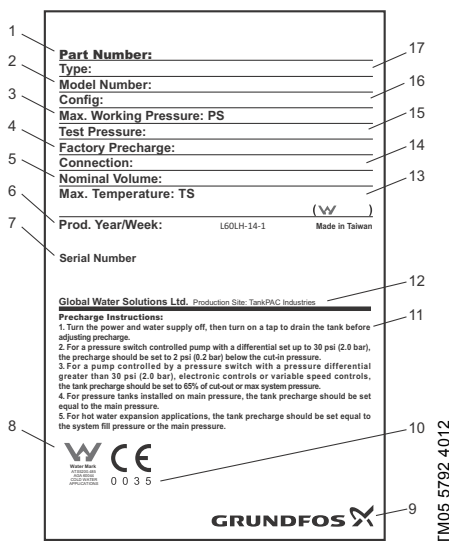 1
Part Number:
17
Type:
2
Model Number:
16
Config:
3
Max. Working Pressure: PS
15
Test Pressure:
4
Factory Precharge:
14
Connection:
5
Nominal Volume:
13
Max. Temperature: TS
(W )
6
Prod. Year/Week:
L60LH-14-1
Made in Taiwan
7
Serial Number
12
Global Water Solutions Ltd. Production Site: TankPAC Industries
Precharge Instructions:
11
1. Turn the power and water supply off, then turn on a tap to drain the tank before
adjusting precharge.
2. For a pressure switch controlled pump with a differential set up to 30 psi (2.0 bar),
the precharge should be set to 2 psi (0.2 bar) below the cut-in pressure.
3. For a pump controlled by a pressure switch with a pressure differential
greater than 30 psi (2.0 bar), electronic controls or variable speed controls,
the tank precharge should be set to 65% of cut-out or max system pressure.
4. For pressure tanks installed on main pressure, the tank precharge should be set
equal to the main pressure.
5. For hot water expansion applications, the tank precharge should be set equal to
the system fill pressure or the main pressure.
8
10
CE
Water Mark
COLD WATER
APPLICATIONS
0 0 3 5
9
GRUNDFOS X
TM05 5792 4012